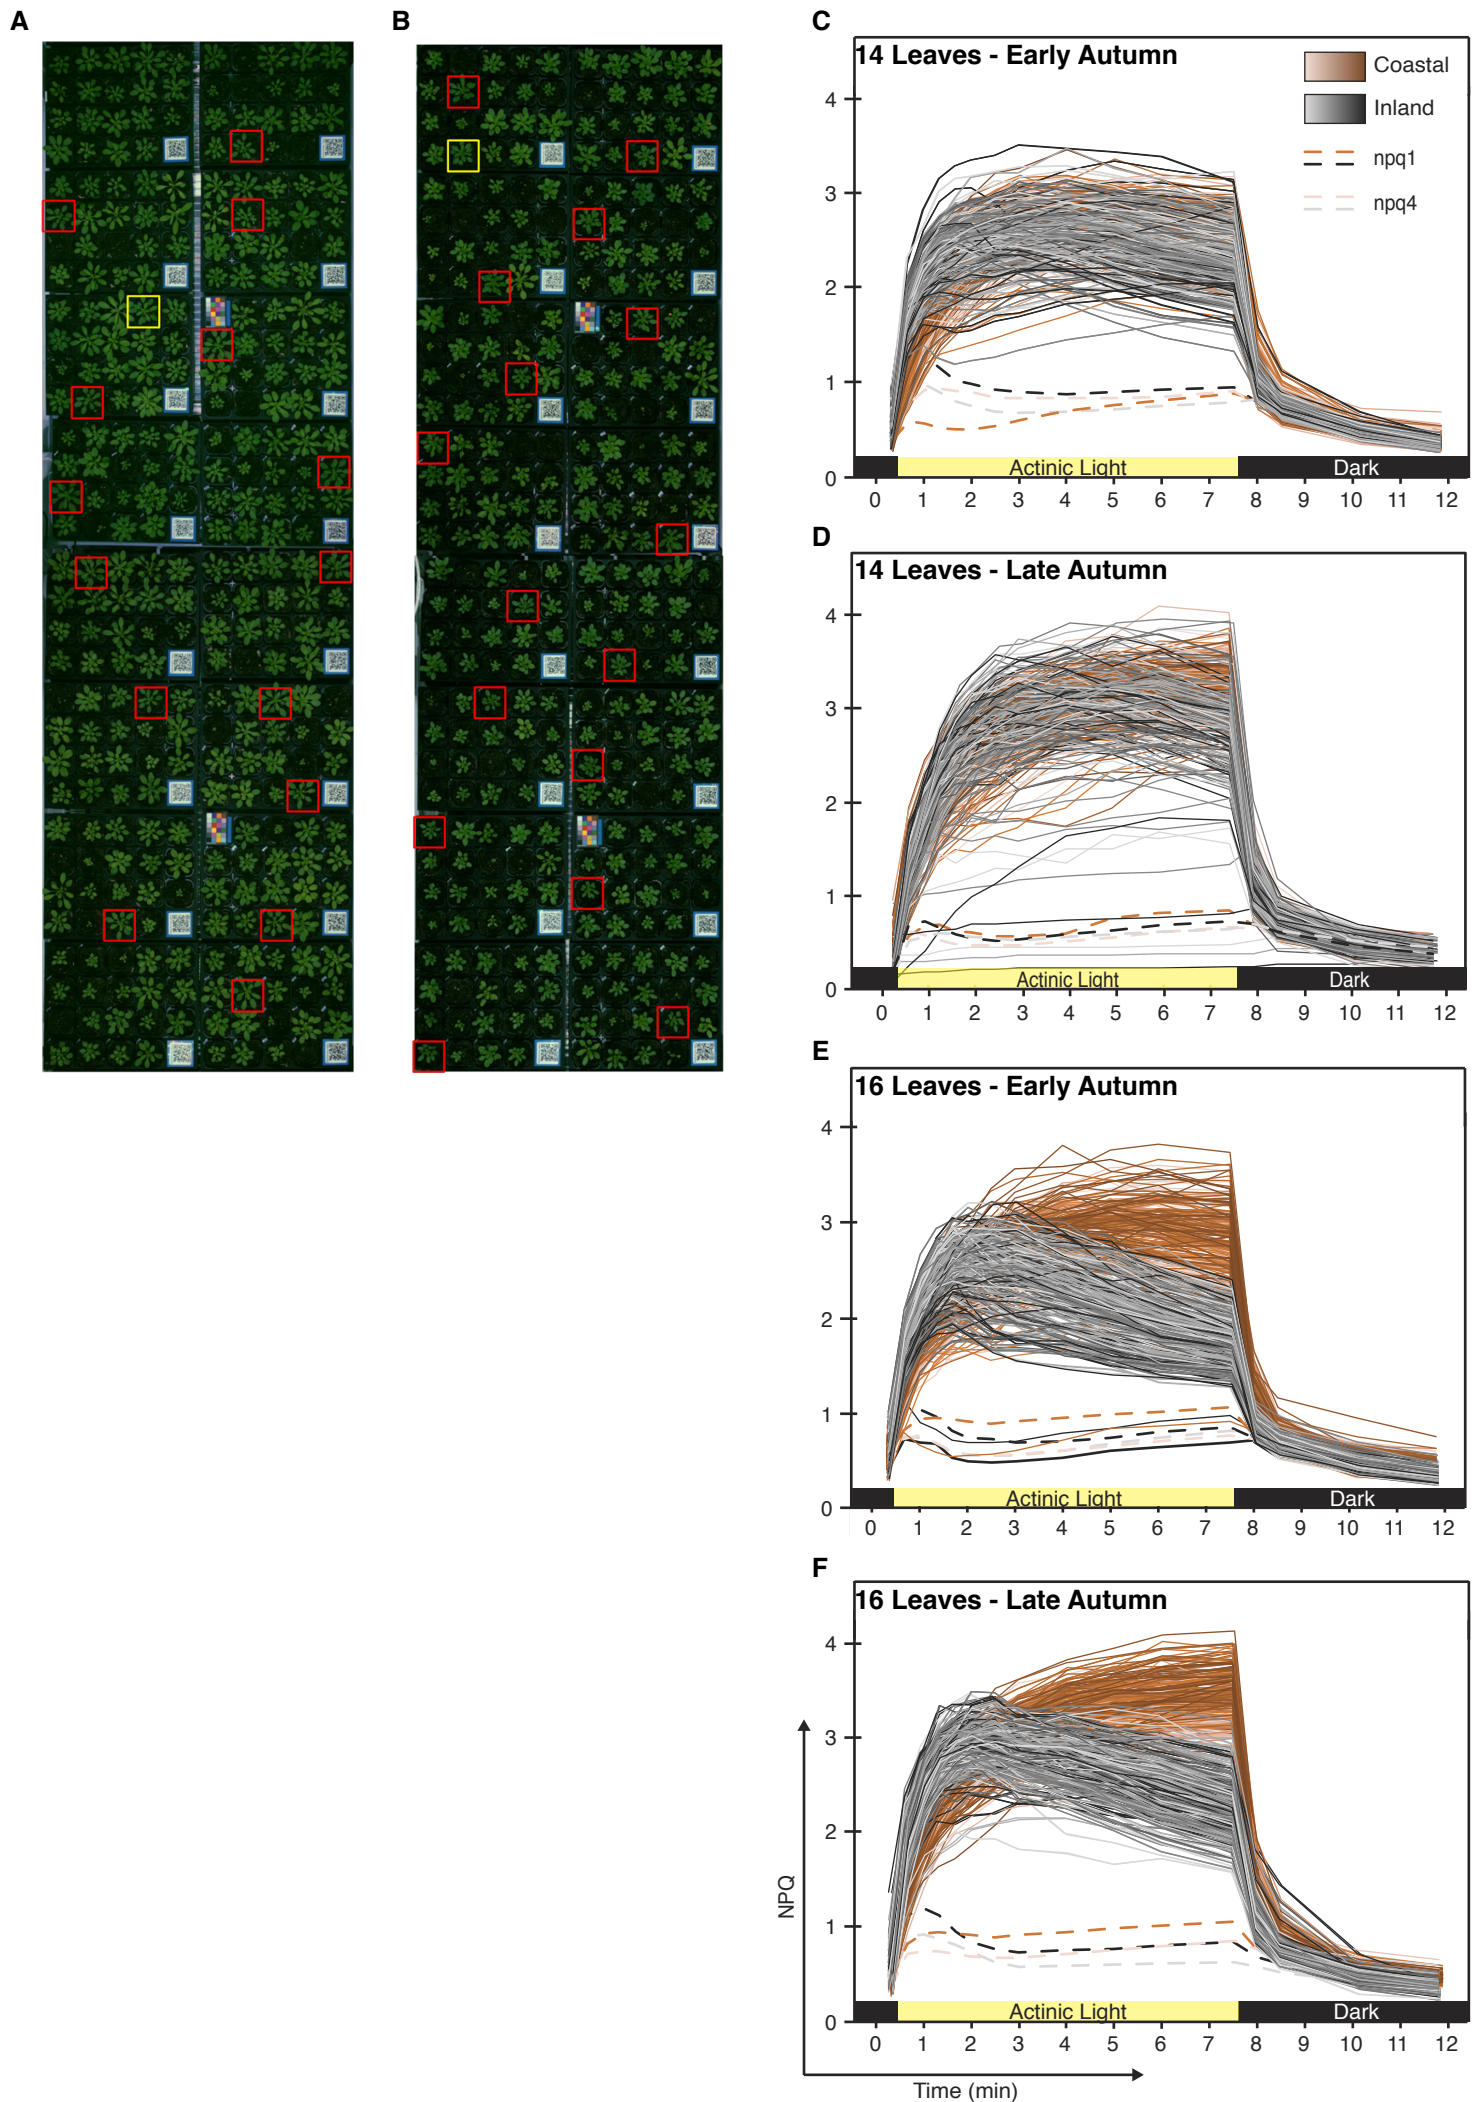 A
B
C
14 Leaves - Early Autumn
Coastal
Inland
npq1
npq4
4
3
2
1
0
Actinic Light
Dark
0 1 2 3 4 5 6 7 8 9 10 11 12
D
14 Leaves - Late Autumn
4
3
2
1
0
Actinic Light
Dark
0 1 2 3 4 5 6 7 8 9 10 11 12
E
16 Leaves - Early Autumn
4
3
2
1
0
Actinic Light
Dark
0 1 2 3 4 5 6 7 8 9 10 11 12
F
16 Leaves - Late Autumn
4
3
2
1
0
Actinic Light
Dark
0 1 2 3 4 5 6 7 8 9 10 11 12
NPQ
Time (min)